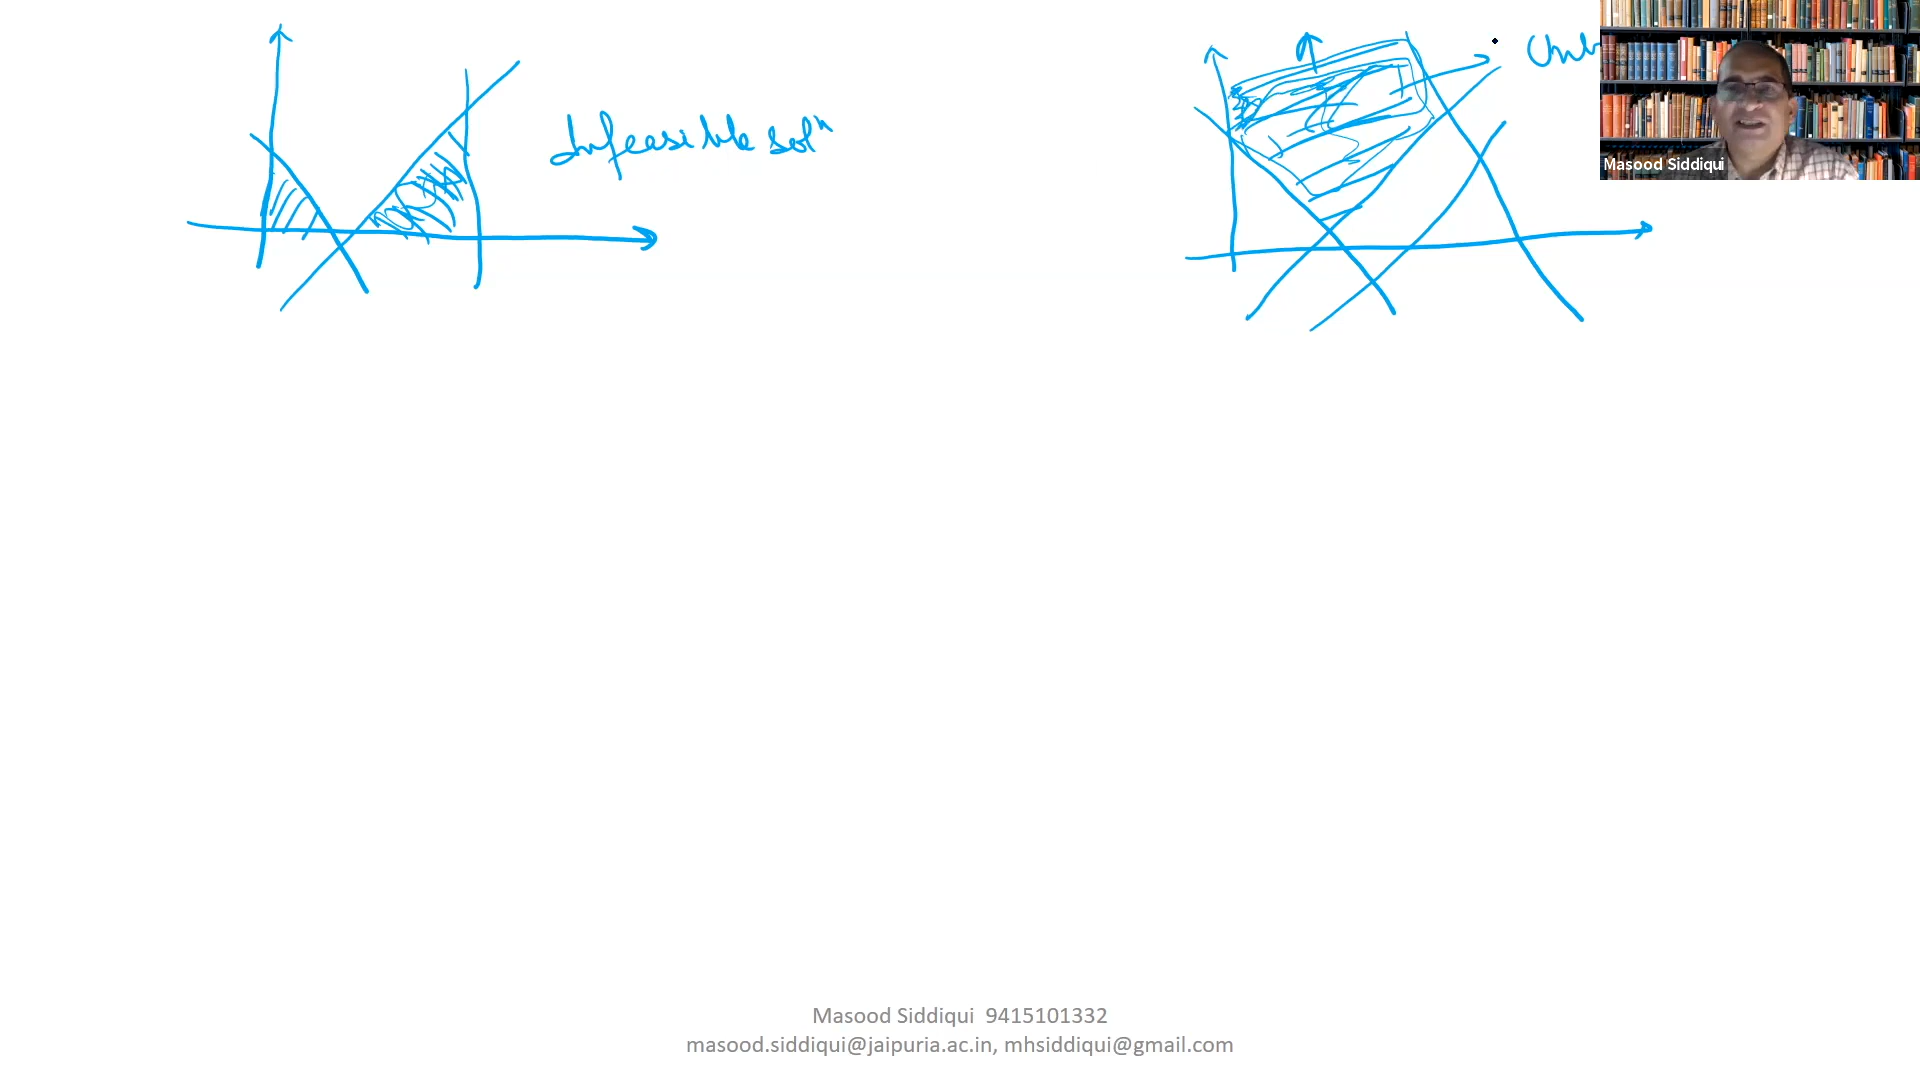 Infeasible solⁿ
Masood Siddiqui
Masood Siddiqui 9415101332
masood.siddiqui@jaipuria.ac.in, mhsiddiqui@gmail.com